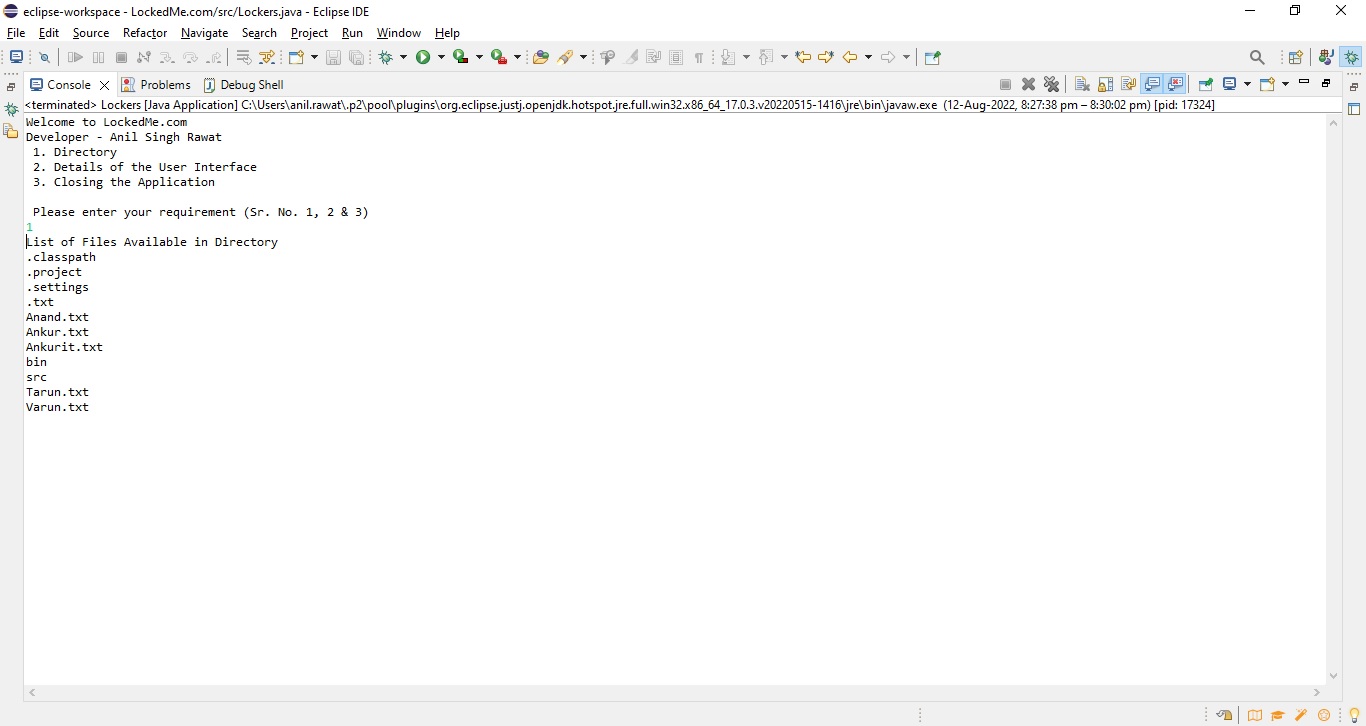 eclipse-workspace - LockedMe.com/src/Lockers.java - Eclipse IDE
File Edit Source Refactor Navigate Search Project Run Window Help
Console Problems Debug Shell
<terminated> Lockers [Java Application] C:\Users\anil.rawat\.p2\pool\plugins\org.eclipse.justj.openjdk.hotspot.jre.full.win32.x86_64_17.0.3.v20220515-1416\jre\bin\javaw.exe (12-Aug-2022, 8:27:38 pm – 8:30:02 pm) [pid: 17324]
Welcome to LockedMe.com
Developer - Anil Singh Rawat
1. Directory
2. Details of the User Interface
3. Closing the Application
Please enter your requirement (Sr. No. 1, 2 & 3)
1
List of Files Available in Directory
.classpath
.project
.settings
.txt
Anand.txt
Ankur.txt
Ankurit.txt
bin
src
Tarun.txt
Varun.txt